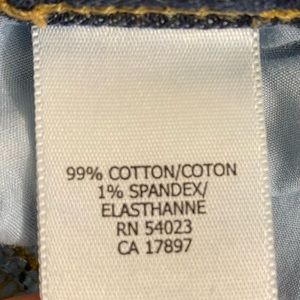 99% COTTON/COTON
1% SPANDEX/
ELASTHANNE
RN 54023
CA 17897